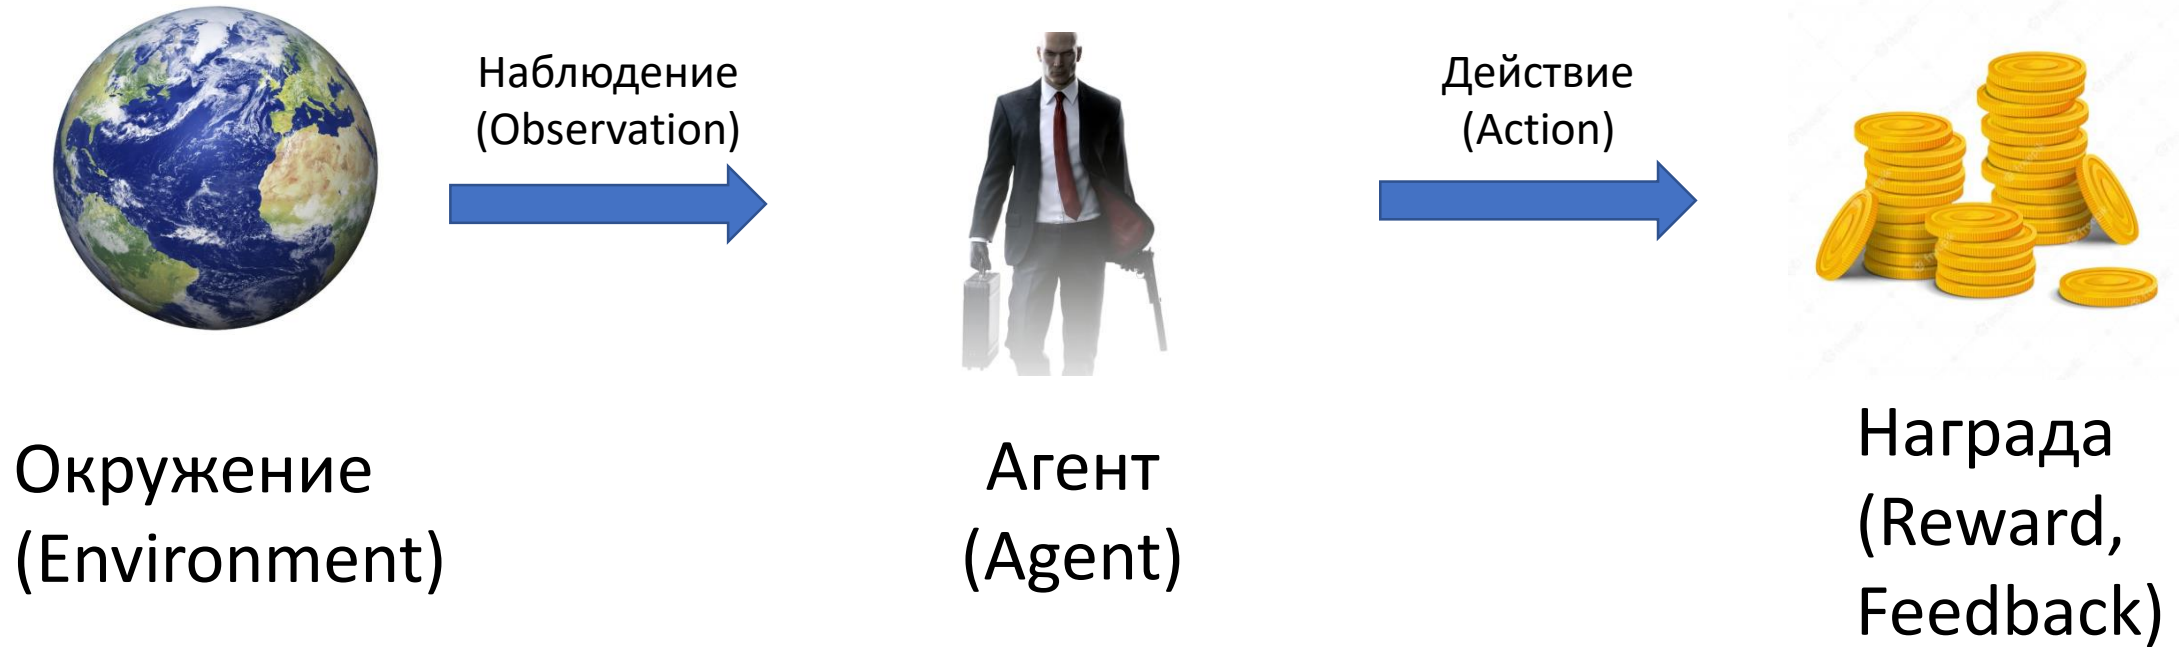 Наблюдение
(Observation)
Действие
(Action)
Окружение
(Environment)
Агент
(Agent)
Награда
(Reward,
Feedback)